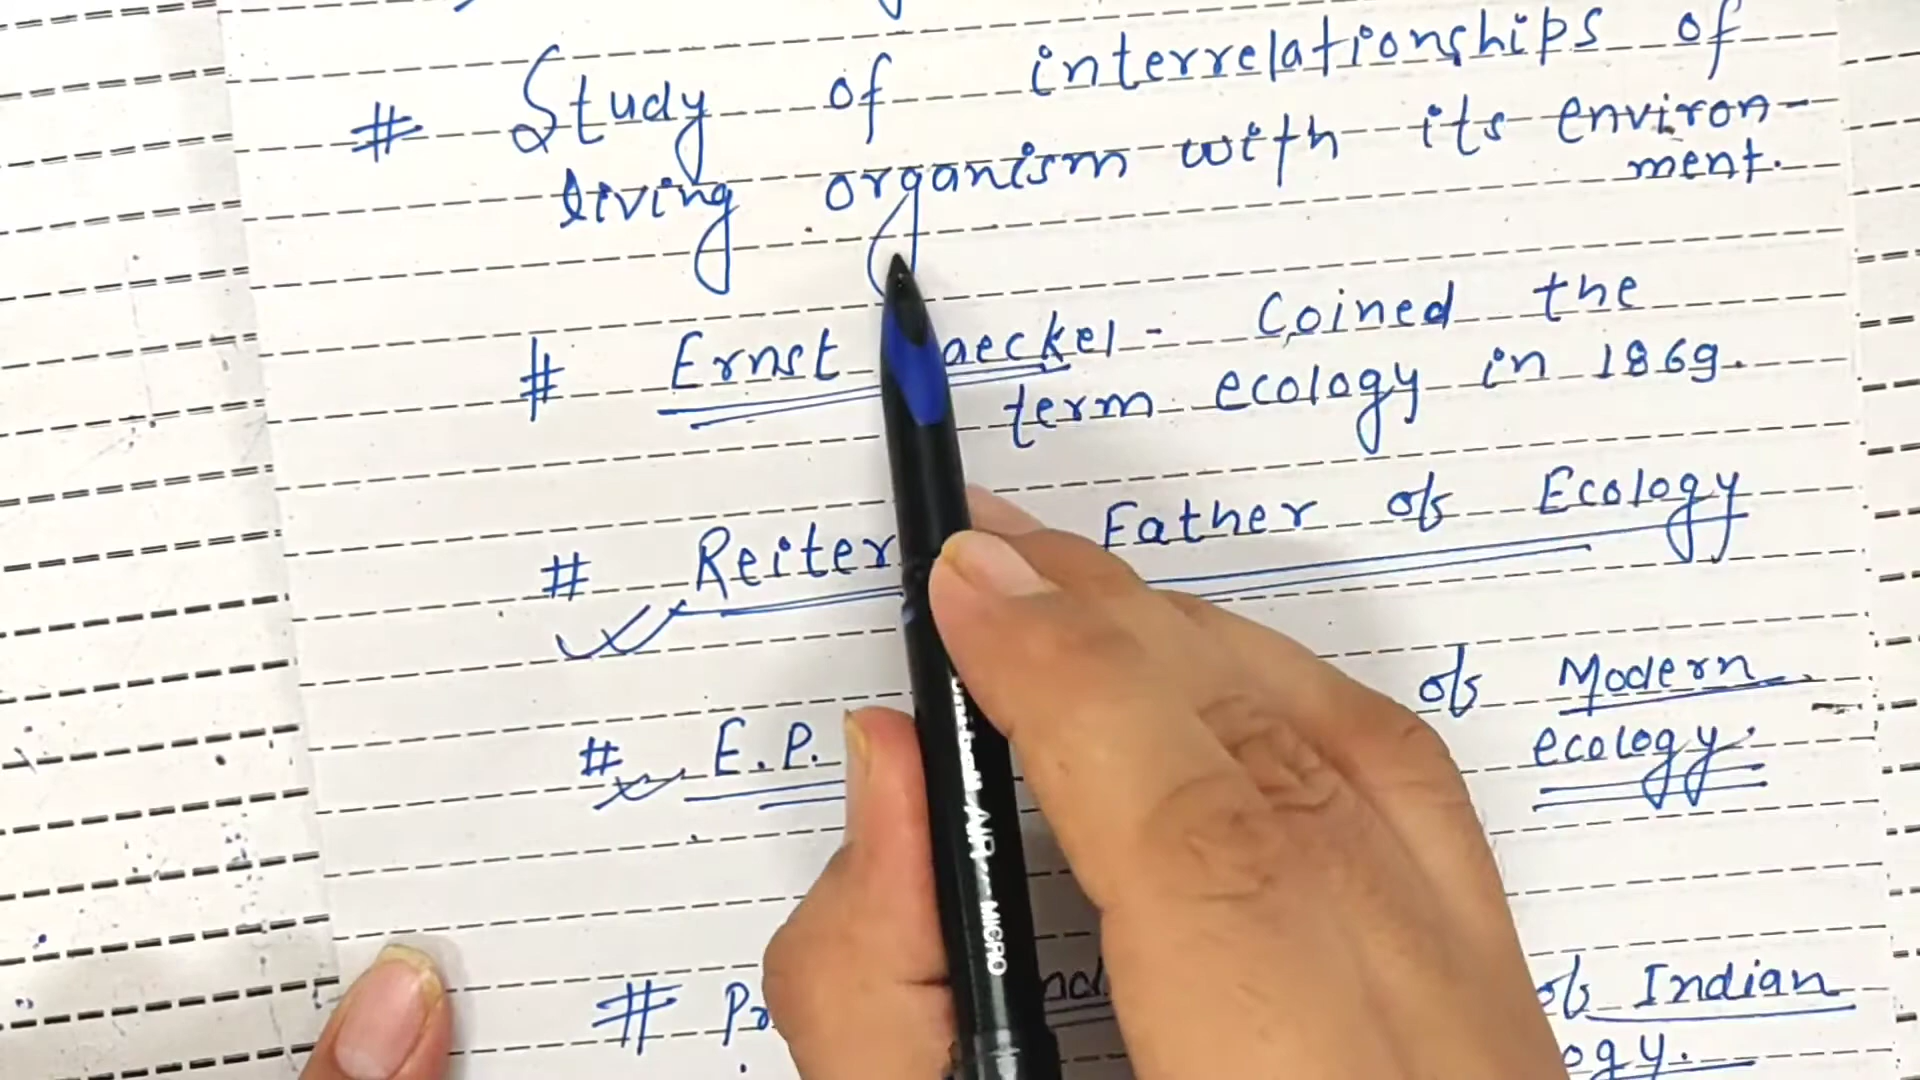 # Study of interrelationships of
living organism with its environ-
ment.
# Ernst aeckel - Coined the
term ecology in 1869.
# Reiter Father of Ecology
# E.P. of Modern
ecology.
# of Indian
ogy.
MICRO